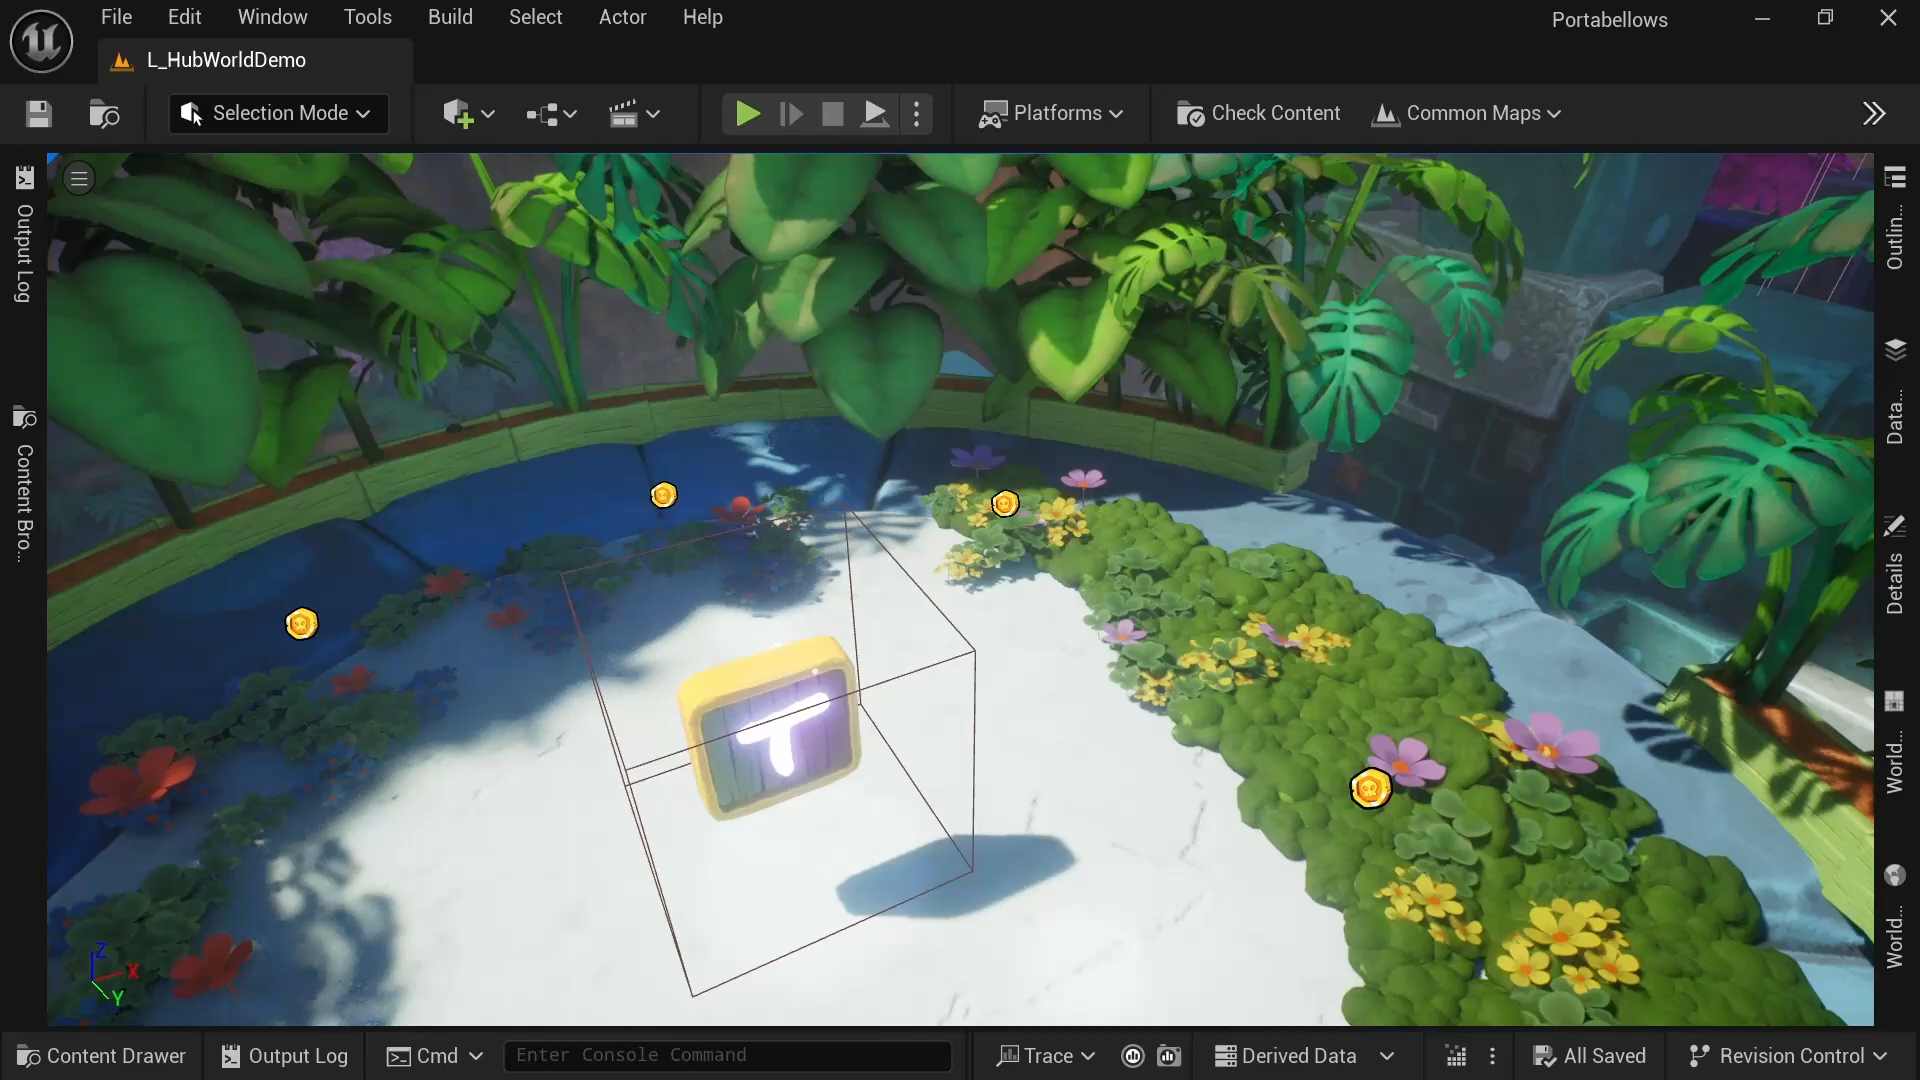 File Edit Window Tools Build Select Actor Help
Portabellows
L_HubWorldDemo
Selection Mode
Platforms
Check Content
Common Maps
Output Log
Content Bro...
Outlin...
Data...
Details
World...
World...
T
Z
X
Y
Content Drawer
Output Log
Cmd
Enter Console Command
Trace
Derived Data
All Saved
Revision Control